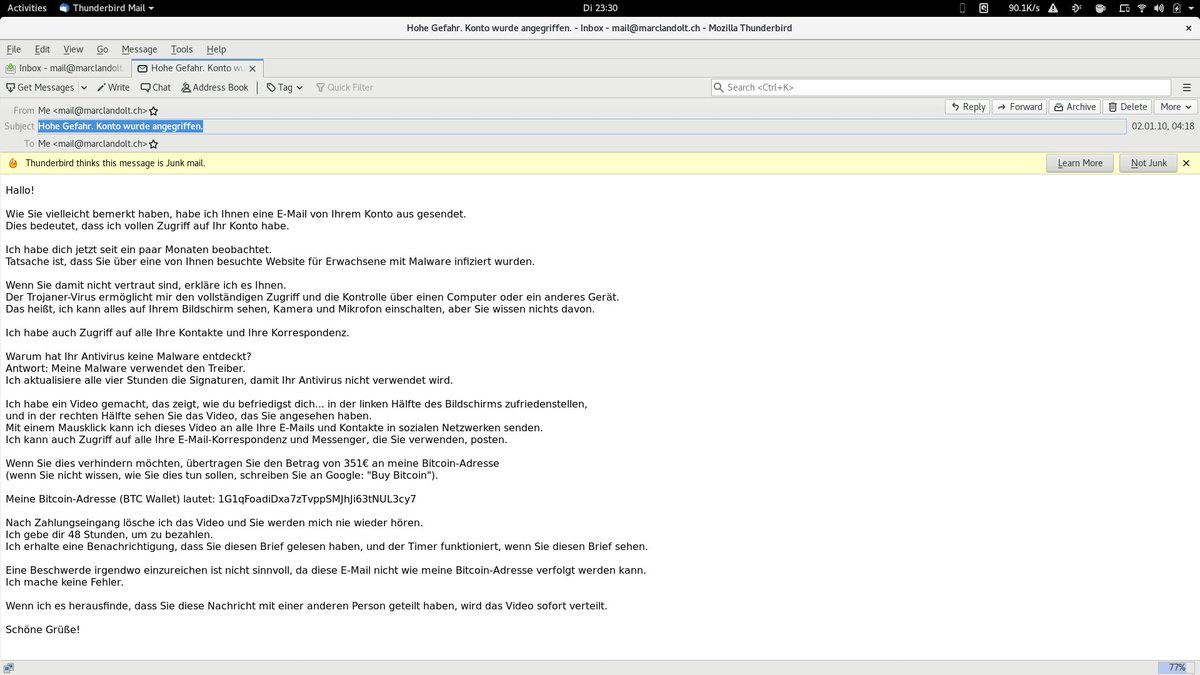 Activities Thunderbird Mail Di 23:30 90.1K/s
Hohe Gefahr. Konto wurde angegriffen. - Inbox - mail@marclandolt.ch - Mozilla Thunderbird
File Edit View Go Message Tools Help
Inbox - mail@marclandolt Hohe Gefahr. Konto wu
Get Messages Write Chat Address Book Tag Quick Filter Search <Ctrl+K>
From Me <mail@marclandolt.ch> Reply Forward Archive Delete More
Subject Hohe Gefahr. Konto wurde angegriffen. 02.01.10, 04:18
To Me <mail@marclandolt.ch>
Thunderbird thinks this message is Junk mail. Learn More Not Junk
Hallo!
Wie Sie vielleicht bemerkt haben, habe ich Ihnen eine E-Mail von Ihrem Konto aus gesendet.
Dies bedeutet, dass ich vollen Zugriff auf Ihr Konto habe.
Ich habe dich jetzt seit ein paar Monaten beobachtet.
Tatsache ist, dass Sie über eine von Ihnen besuchte Website für Erwachsene mit Malware infiziert wurden.
Wenn Sie damit nicht vertraut sind, erkläre ich es Ihnen.
Der Trojaner-Virus ermöglicht mir den vollständigen Zugriff und die Kontrolle über einen Computer oder ein anderes Gerät.
Das heißt, ich kann alles auf Ihrem Bildschirm sehen, Kamera und Mikrofon einschalten, aber Sie wissen nichts davon.
Ich habe auch Zugriff auf alle Ihre Kontakte und Ihre Korrespondenz.
Warum hat Ihr Antivirus keine Malware entdeckt?
Antwort: Meine Malware verwendet den Treiber.
Ich aktualisiere alle vier Stunden die Signaturen, damit Ihr Antivirus nicht verwendet wird.
Ich habe ein Video gemacht, das zeigt, wie du befriedigst dich... in der linken Hälfte des Bildschirms zufriedenstellen,
und in der rechten Hälfte sehen Sie das Video, das Sie angesehen haben.
Mit einem Mausklick kann ich dieses Video an alle Ihre E-Mails und Kontakte in sozialen Netzwerken senden.
Ich kann auch Zugriff auf alle Ihre E-Mail-Korrespondenz und Messenger, die Sie verwenden, posten.
Wenn Sie dies verhindern möchten, übertragen Sie den Betrag von 351€ an meine Bitcoin-Adresse
(wenn Sie nicht wissen, wie Sie dies tun sollen, schreiben Sie an Google: "Buy Bitcoin").
Meine Bitcoin-Adresse (BTC Wallet) lautet: 1G1qFoadiDxa7zTvppSMJhJi63tNUL3cy7
Nach Zahlungseingang lösche ich das Video und Sie werden mich nie wieder hören.
Ich gebe dir 48 Stunden, um zu bezahlen.
Ich erhalte eine Benachrichtigung, dass Sie diesen Brief gelesen haben, und der Timer funktioniert, wenn Sie diesen Brief sehen.
Eine Beschwerde irgendwo einzureichen ist nicht sinnvoll, da diese E-Mail nicht wie meine Bitcoin-Adresse verfolgt werden kann.
Ich mache keine Fehler.
Wenn ich es herausfinde, dass Sie diese Nachricht mit einer anderen Person geteilt haben, wird das Video sofort verteilt.
Schöne Grüße!
77%